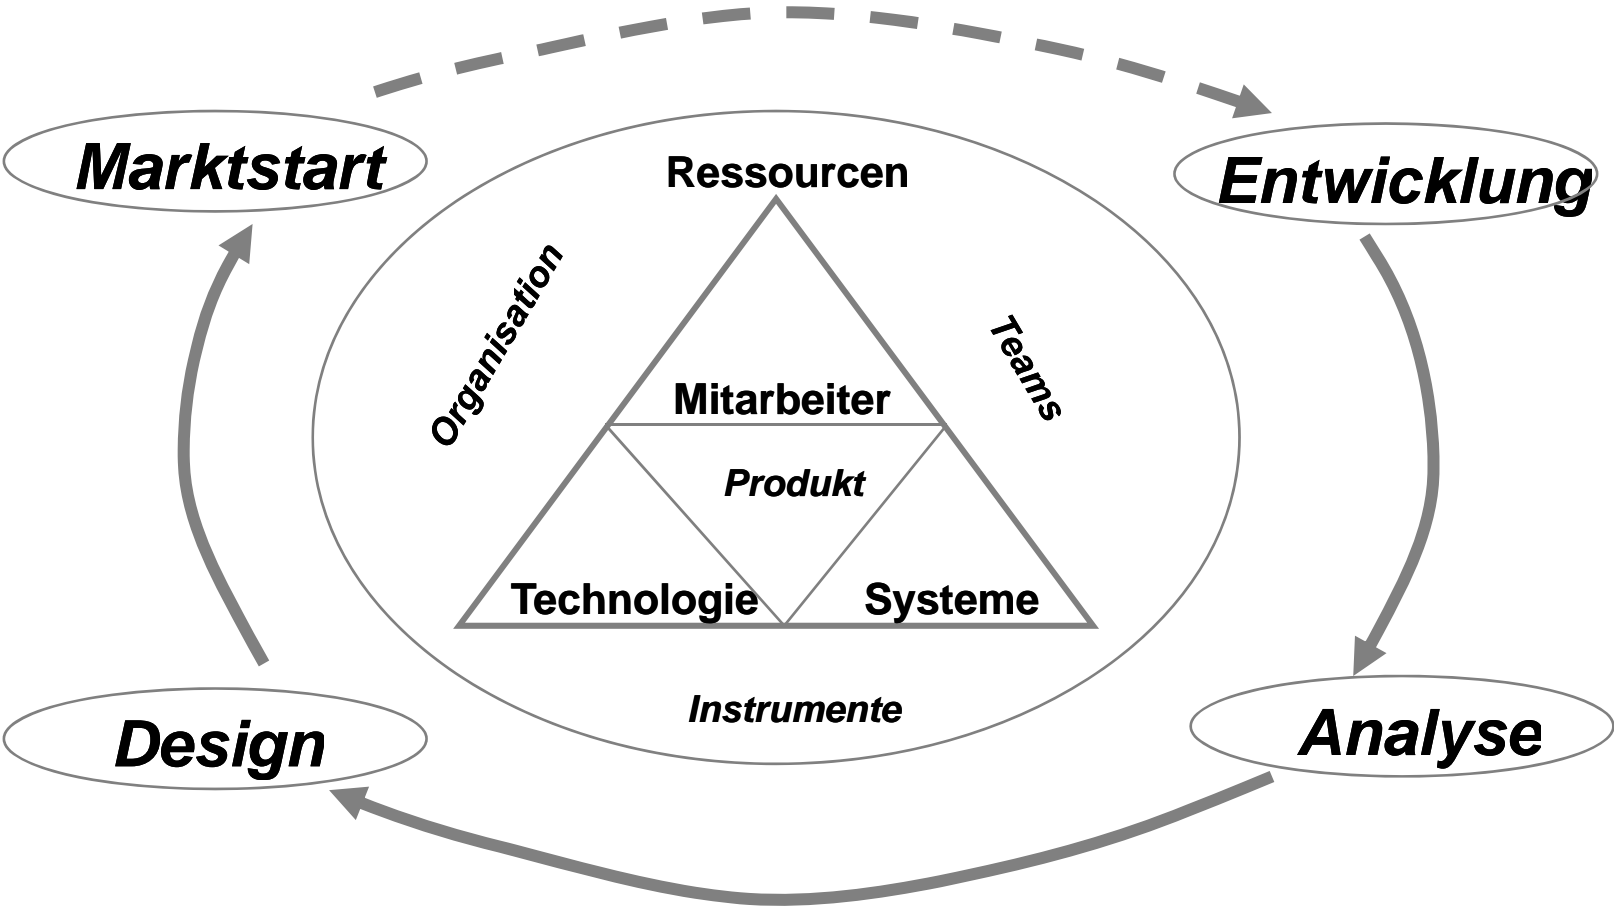 Marktstart
Entwicklung
Ressourcen
Organisation
Teams
Mitarbeiter
Produkt
Technologie
Systeme
Instrumente
Design
Analyse